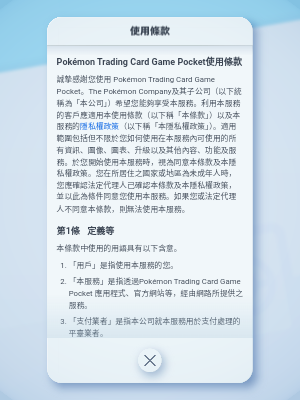 使用條款
Pokémon Trading Card Game Pocket使用條款
誠摯感謝您使用 Pokémon Trading Card Game
Pocket。The Pokémon Company及其子公司（以下統
稱為「本公司」）希望您能夠享受本服務。利用本服務
的客戶應適用本使用條款（以下稱「本條款」）以及本
服務的隱私權政策（以下稱「本隱私權政策」）。適用
範圍包括但不限於您如何使用在本服務內可使用的所
有資訊、圖像、圖表、升級以及其他內容、功能及服
務。於您開始使用本服務時，視為同意本條款及本隱
私權政策。您在所居住之國家或地區為未成年人時，
您應確認法定代理人已確認本條款及本隱私權政策，
並以此為條件同意您使用本服務。如果您或法定代理
人不同意本條款，則無法使用本服務。
第1條　定義等
本條款中使用的用語具有以下含意。
1. 「用戶」是指使用本服務的您。
2. 「本服務」是指透過Pokémon Trading Card Game
Pocket 應用程式、官方網站等，經由網路所提供之
服務。
3. 「支付業者」是指本公司就本服務用於支付處理的
平臺業者。